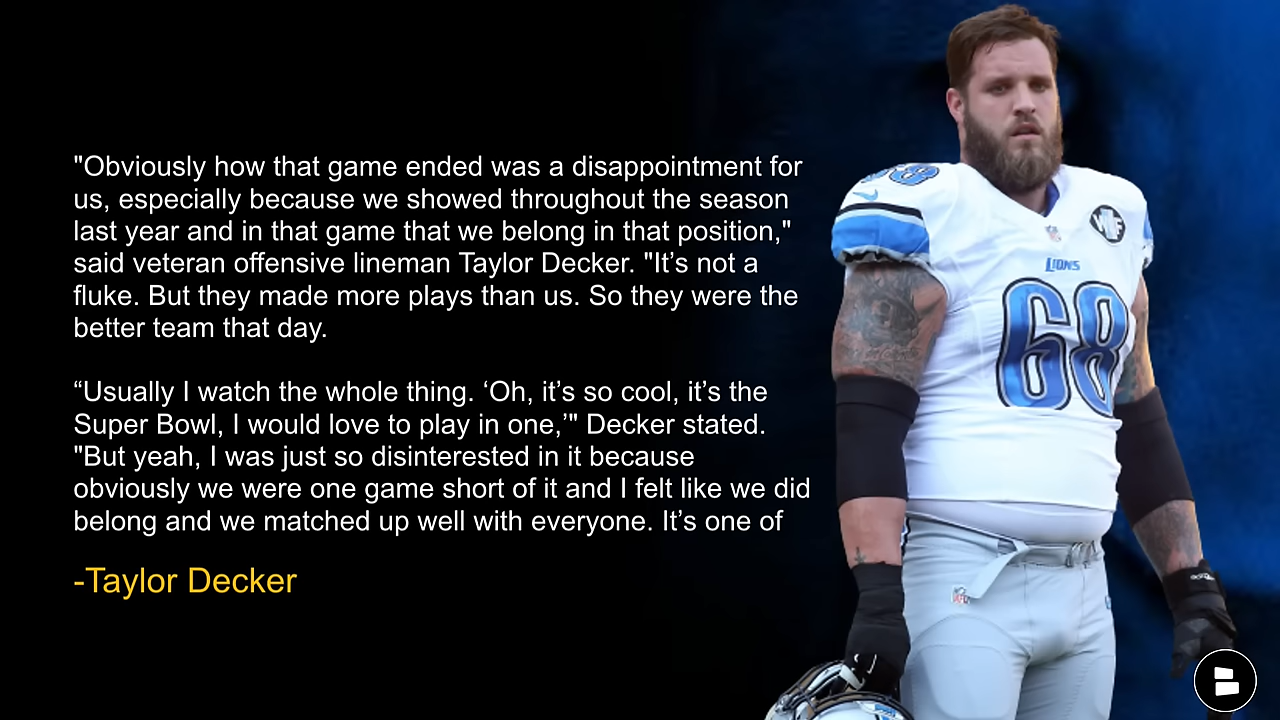 "Obviously how that game ended was a disappointment for
us, especially because we showed throughout the season
last year and in that game that we belong in that position,"
said veteran offensive lineman Taylor Decker. "It’s not a
fluke. But they made more plays than us. So they were the
better team that day.
“Usually I watch the whole thing. ‘Oh, it’s so cool, it’s the
Super Bowl, I would love to play in one,’" Decker stated.
"But yeah, I was just so disinterested in it because
obviously we were one game short of it and I felt like we did
belong and we matched up well with everyone. It’s one of
-Taylor Decker
68
WCF
LIONS
68